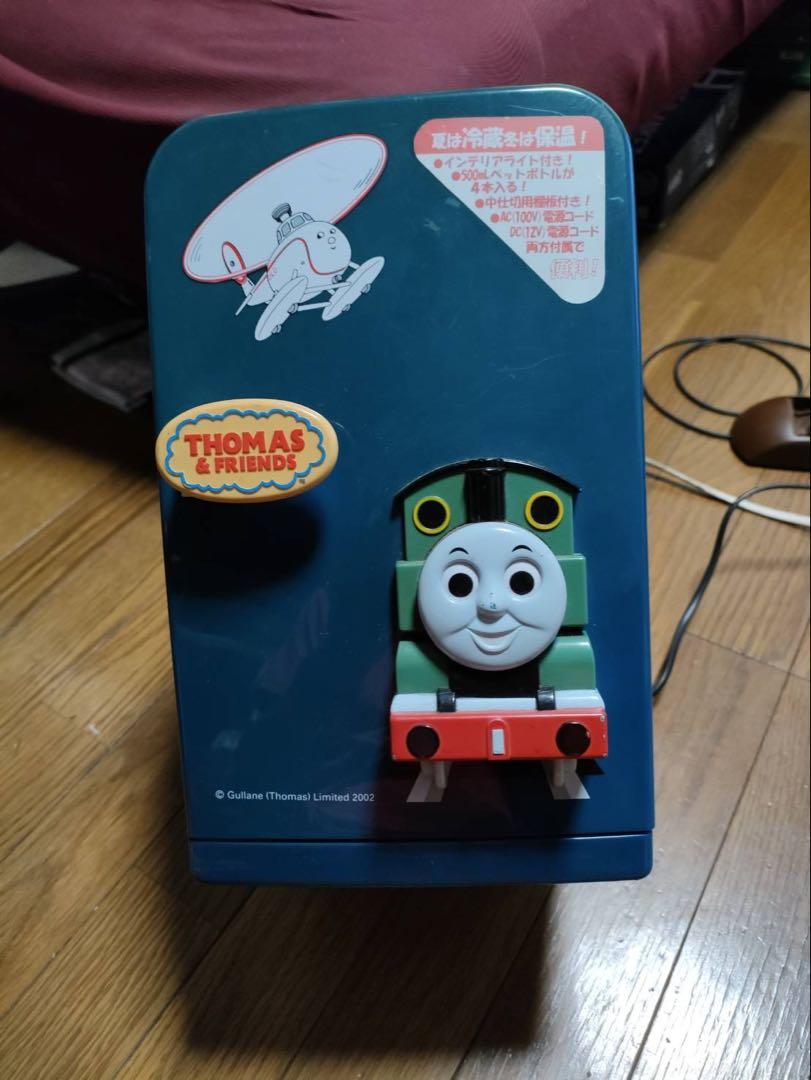 夏は冷蔵冬は保温！
●インテリアライト付き！
●500mLペットボトルが
4本入る！
●中仕切用棚板付き！
●AC(100V)電源コード
DC(12V)電源コード
両方付属で
便利！
THOMAS
& FRIENDS
© Gullane (Thomas) Limited 2002